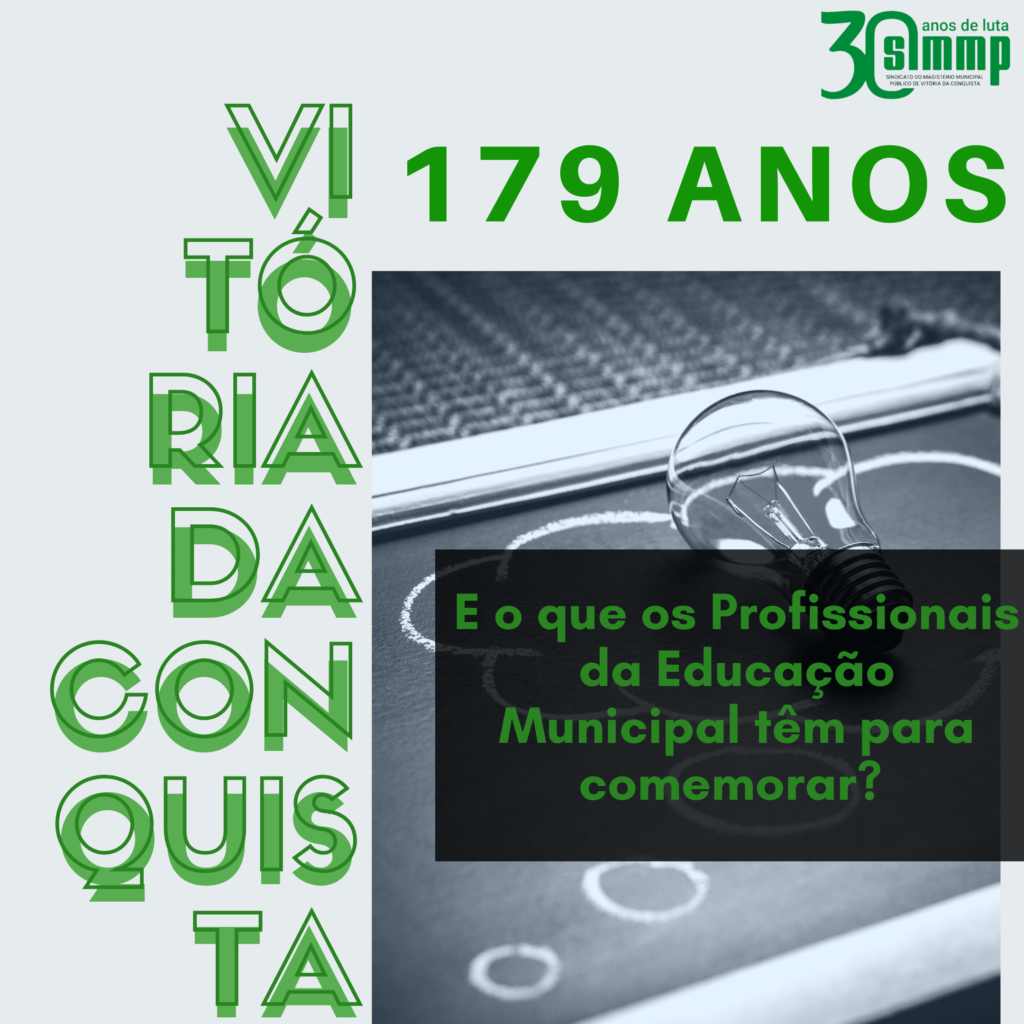 30 anos de luta
simmp
SINDICATO DO MAGISTÉRIO MUNICIPAL
PÚBLICO DE VITÓRIA DA CONQUISTA
179 ANOS
VI
TÓ
RIA
DA
CON
QUIS
TA
E o que os Profissionais
da Educação
Municipal têm para
comemorar?